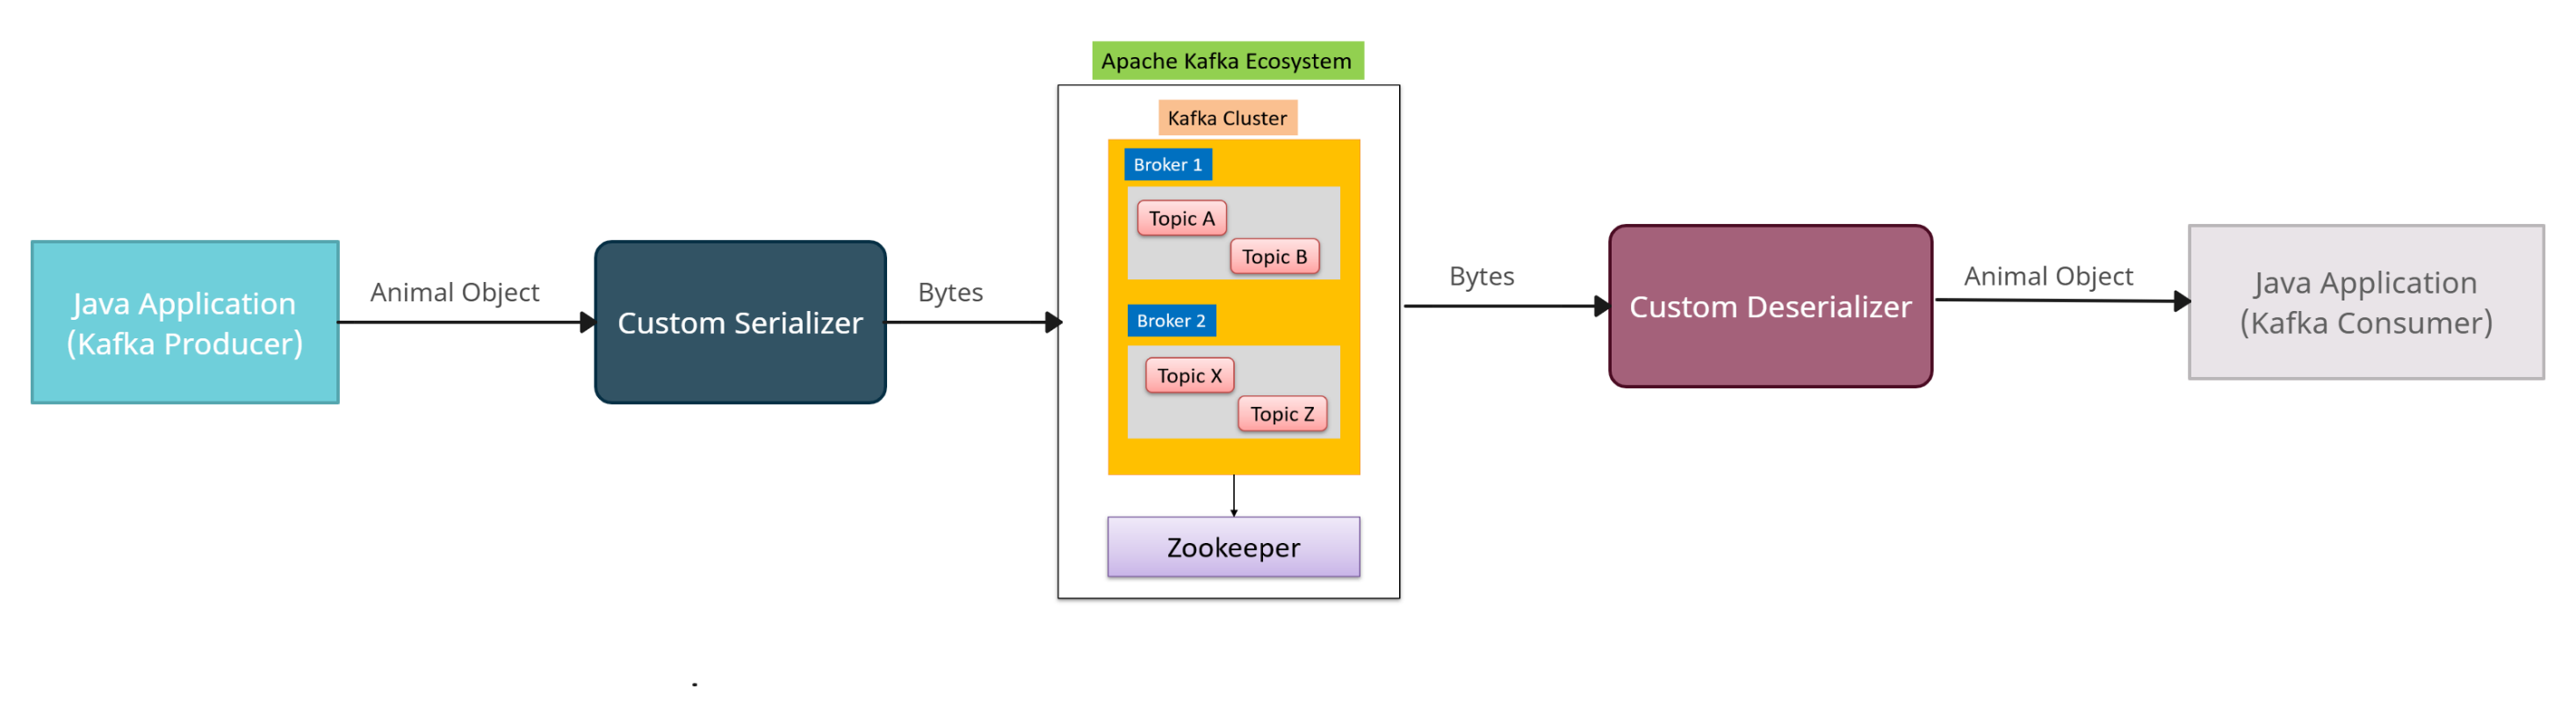 Apache Kafka Ecosystem
Kafka Cluster
Broker 1
Topic A
Topic B
Broker 2
Topic X
Topic Z
Zookeeper
Java Application
(Kafka Producer)
Animal Object
Custom Serializer
Bytes
Bytes
Custom Deserializer
Animal Object
Java Application
(Kafka Consumer)